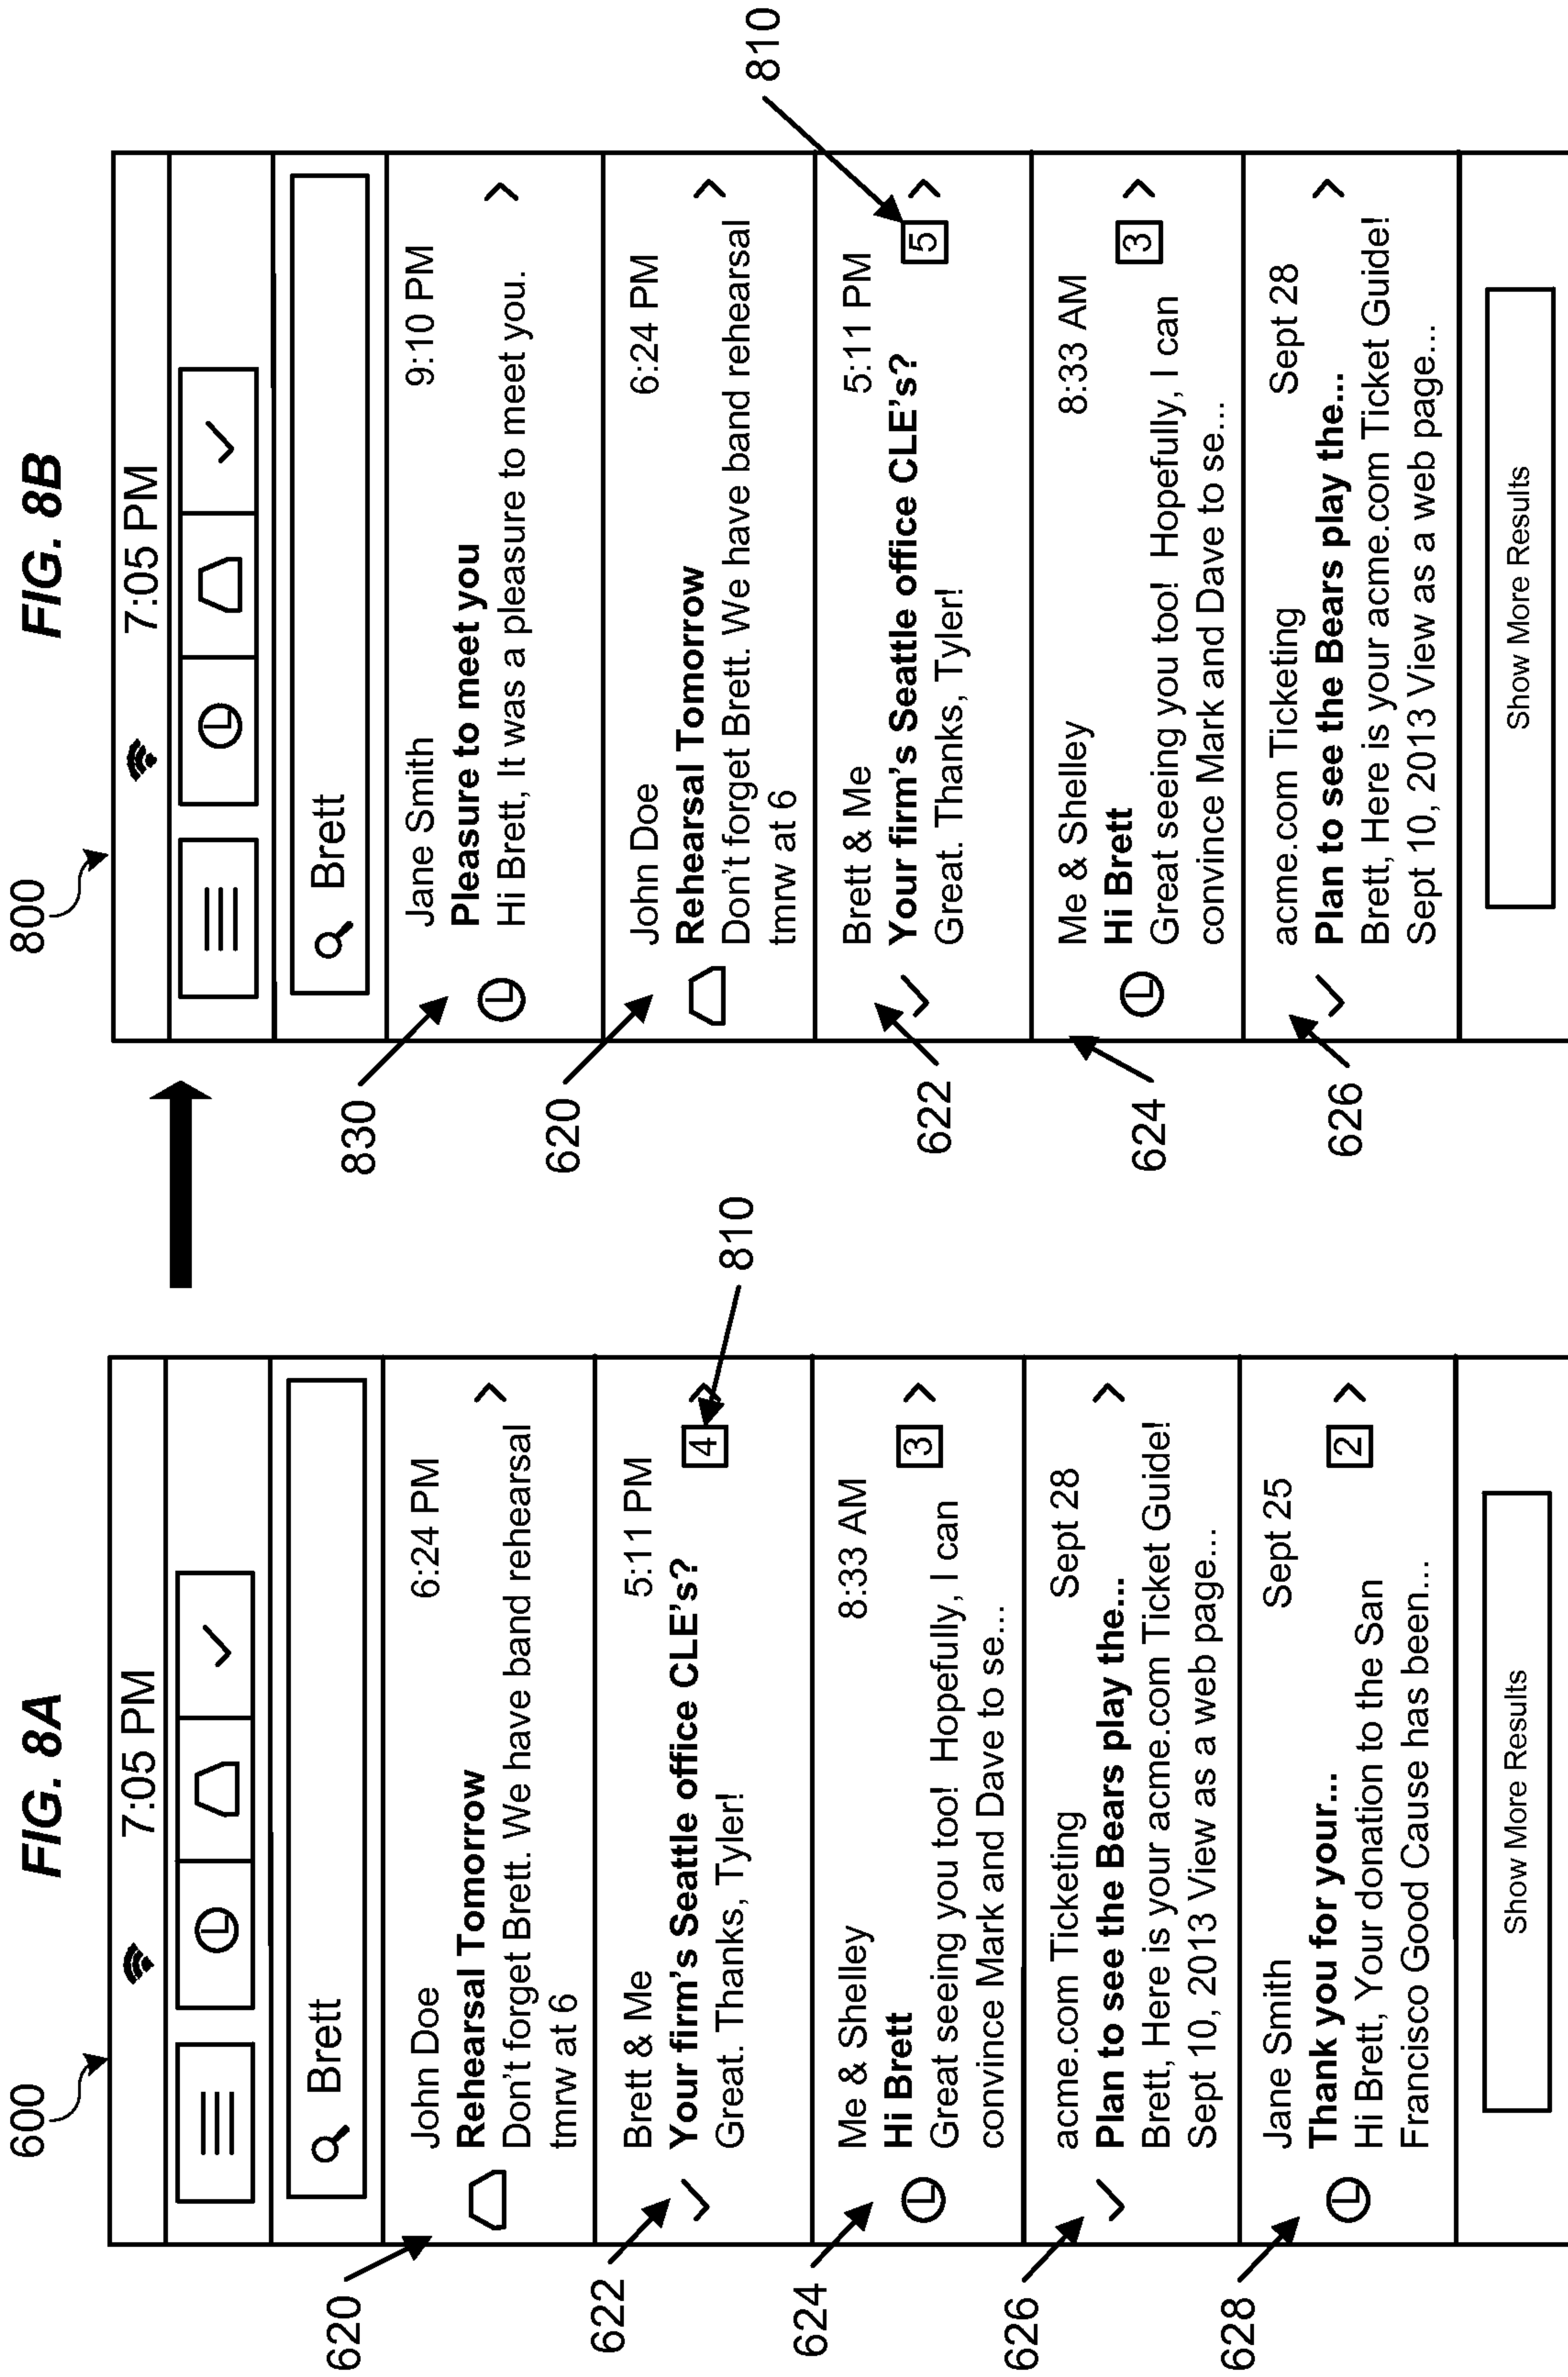 FIG. 8A
600
7:05 PM
Brett
620
John Doe 6:24 PM
Rehearsal Tomorrow
Don't forget Brett. We have band rehearsal
tmrw at 6
622
Brett & Me 5:11 PM
Your firm's Seattle office CLE's? 4
Great. Thanks, Tyler!
810
624
Me & Shelley 8:33 AM
Hi Brett 3
Great seeing you too! Hopefully, I can
convince Mark and Dave to se...
626
acme.com Ticketing Sept 28
Plan to see the Bears play the...
Brett, Here is your acme.com Ticket Guide!
Sept 10, 2013 View as a web page...
628
Jane Smith Sept 25
Thank you for your... 2
Hi Brett, Your donation to the San
Francisco Good Cause has been...
Show More Results
FIG. 8B
800
7:05 PM
Brett
830
Jane Smith 9:10 PM
Pleasure to meet you
Hi Brett, It was a pleasure to meet you.
620
John Doe 6:24 PM
Rehearsal Tomorrow
Don't forget Brett. We have band rehearsal
tmrw at 6
622
Brett & Me 5:11 PM
Your firm's Seattle office CLE's? 5
Great. Thanks, Tyler!
810
624
Me & Shelley 8:33 AM
Hi Brett 3
Great seeing you too! Hopefully, I can
convince Mark and Dave to se...
626
acme.com Ticketing Sept 28
Plan to see the Bears play the...
Brett, Here is your acme.com Ticket Guide!
Sept 10, 2013 View as a web page...
Show More Results